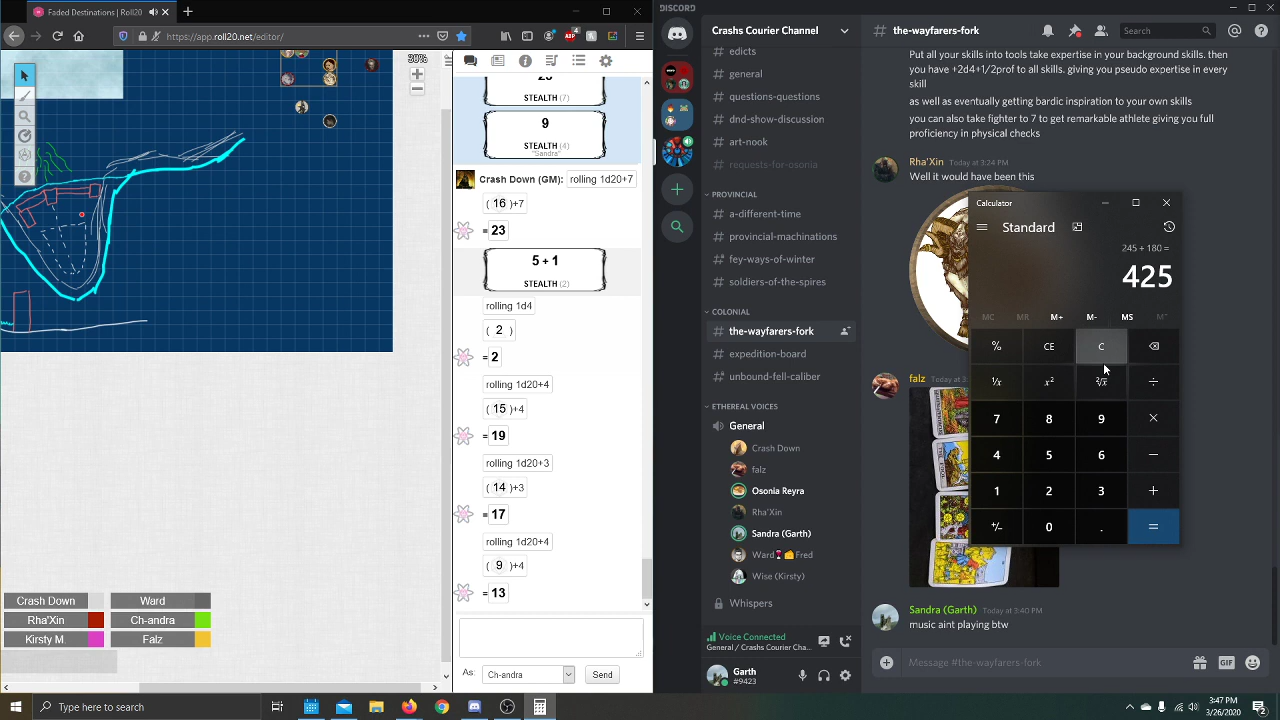 Faded Destinations | Roll20
https://app.roll20.net/editor/
30%
STEALTH (7)
9
STEALTH (4)
"Sandra"
Crash Down (GM): rolling 1d20+7
( 16 )+7
= 23
5 + 1
STEALTH (2)
rolling 1d4
( 2 )
= 2
rolling 1d20+4
( 15 )+4
= 19
rolling 1d20+3
( 14 )+3
= 17
rolling 1d20+4
( 9 )+4
= 13
As: Ch-andra
Send
Crash Down
Ward
Rha'Xin
Ch-andra
Kirsty M.
Falz
DISCORD
Crashs Courier Channel
edicts
# general
# questions-questions
# dnd-show-discussion
# art-nook
# requests-for-osonia
PROVINCIAL
# a-different-time
# provincial-machinations
# fey-ways-of-winter
# soldiers-of-the-spires
COLONIAL
# the-wayfarers-fork
# expedition-board
# unbound-fell-caliber
ETHEREAL VOICES
General
Crash Down
falz
Osonia Reyra
Rha'Xin
Sandra (Garth)
Ward🍷🧀Fred
Wise (Kirsty)
Whispers
Voice Connected
General / Crashs Courier Cha...
Garth
#9423
# the-wayfarers-fork
Search
Put all your skills into tools take expertise in
you have +2d4+1/2prof to all skills. giving you hounds expertise in every
skill
as well as eventually getting bardic inspiration to your own skills
you can also take fighter to 7 to get remarkable athlete giving you full
proficiency in physical checks
Rha'Xin Today at 3:24 PM
Well it would have been this
falz Today at 3:
Sandra (Garth) Today at 3:40 PM
music aint playing btw
Message #the-wayfarers-fork
GIF
Calculator
Standard
245 + 180 =
425
MC MR M+ M- MS M˅
% CE C
¹/x x² ²√x ÷
7 8 9 ×
4 5 6 −
1 2 3 +
+/- 0 . =
Type here to search
3:47 PM
3/26/2020